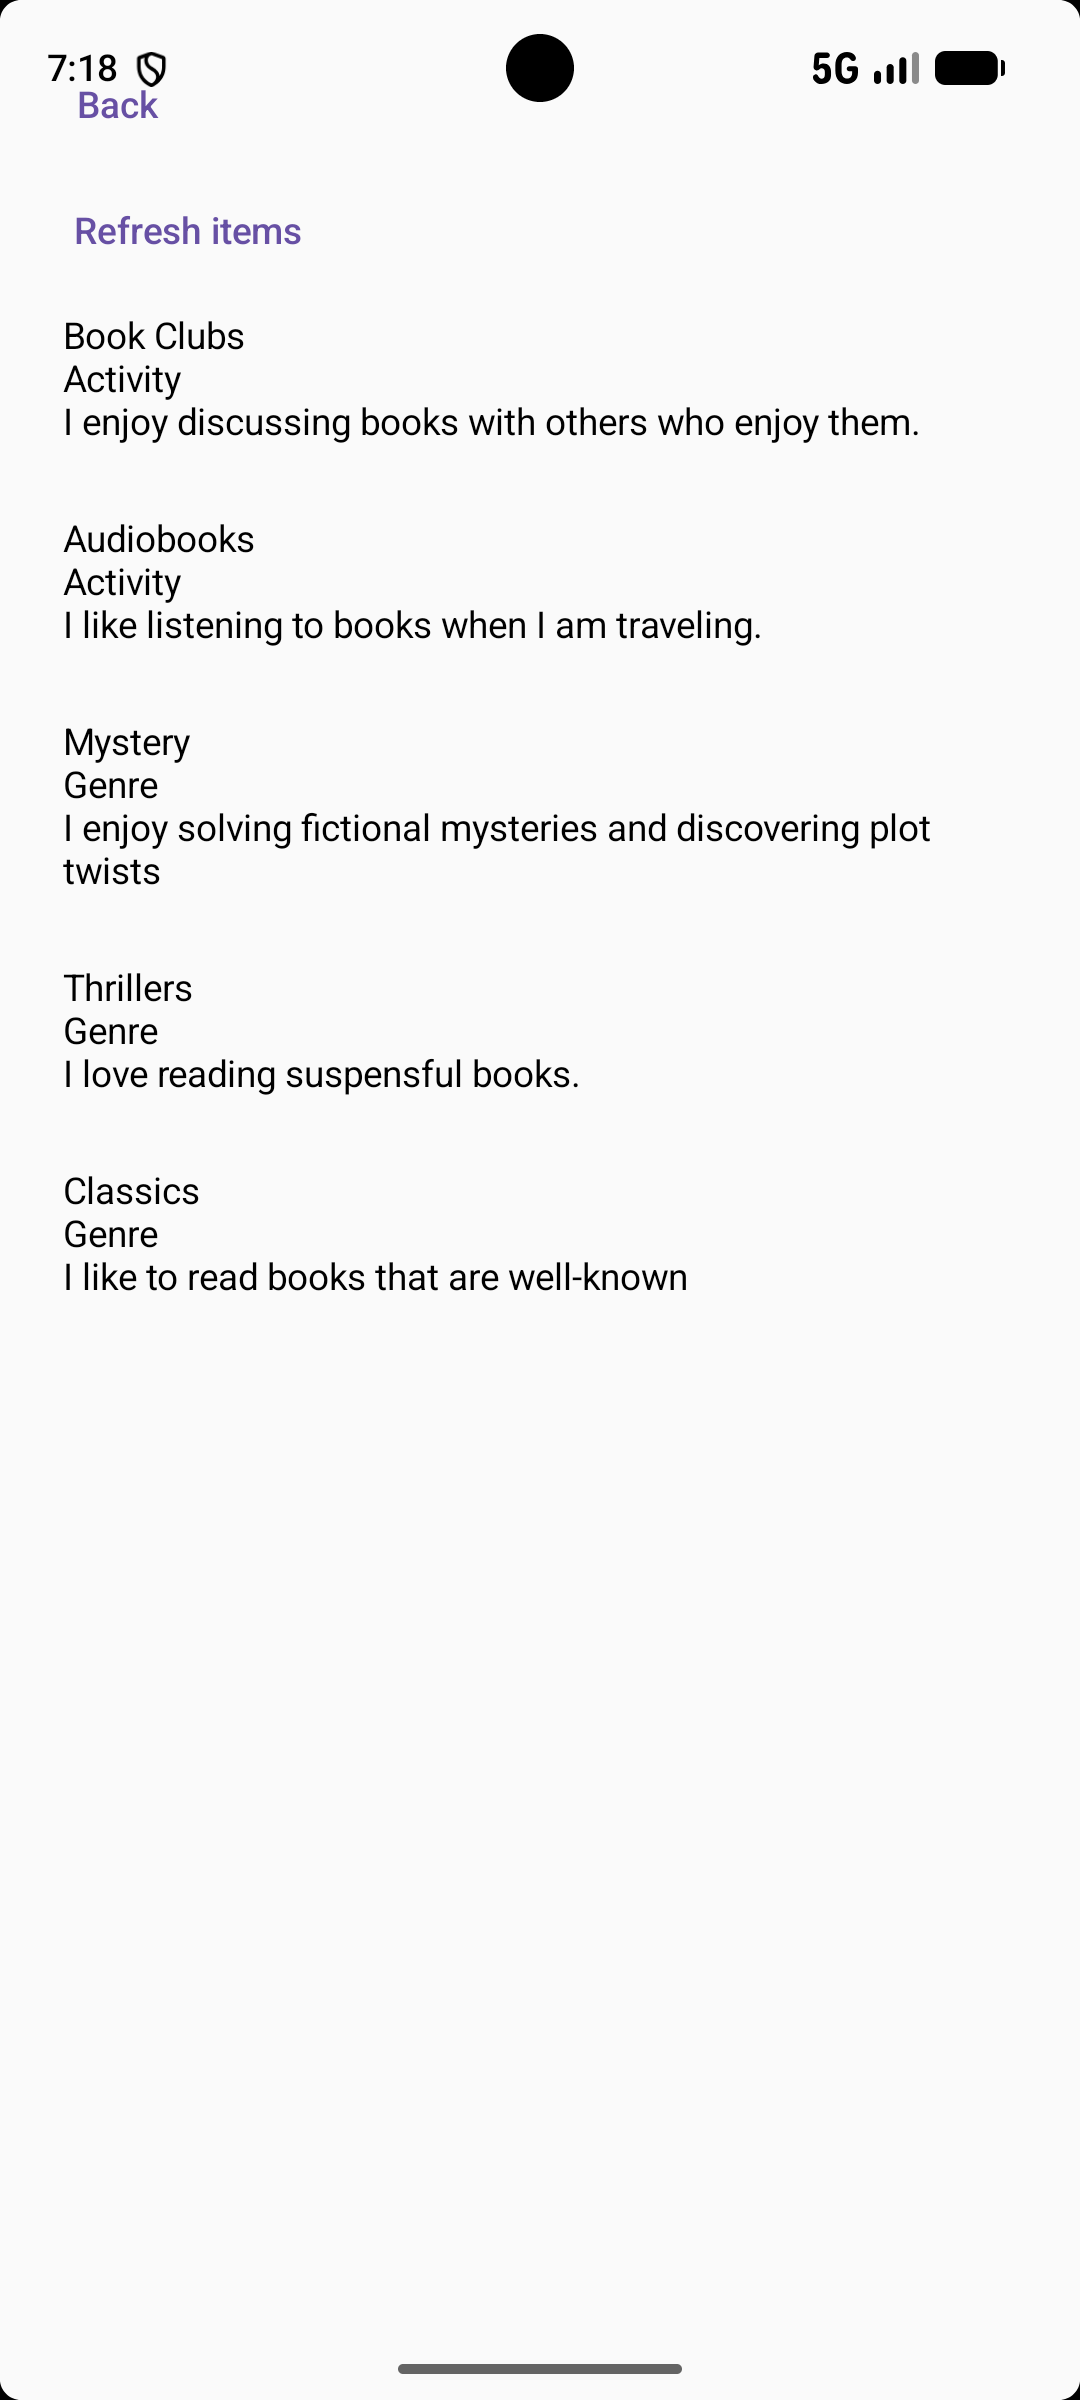 7:18
5G
Back
Refresh items
Book Clubs
Activity
I enjoy discussing books with others who enjoy them.
Audiobooks
Activity
I like listening to books when I am traveling.
Mystery
Genre
I enjoy solving fictional mysteries and discovering plot
twists
Thrillers
Genre
I love reading suspensful books.
Classics
Genre
I like to read books that are well-known